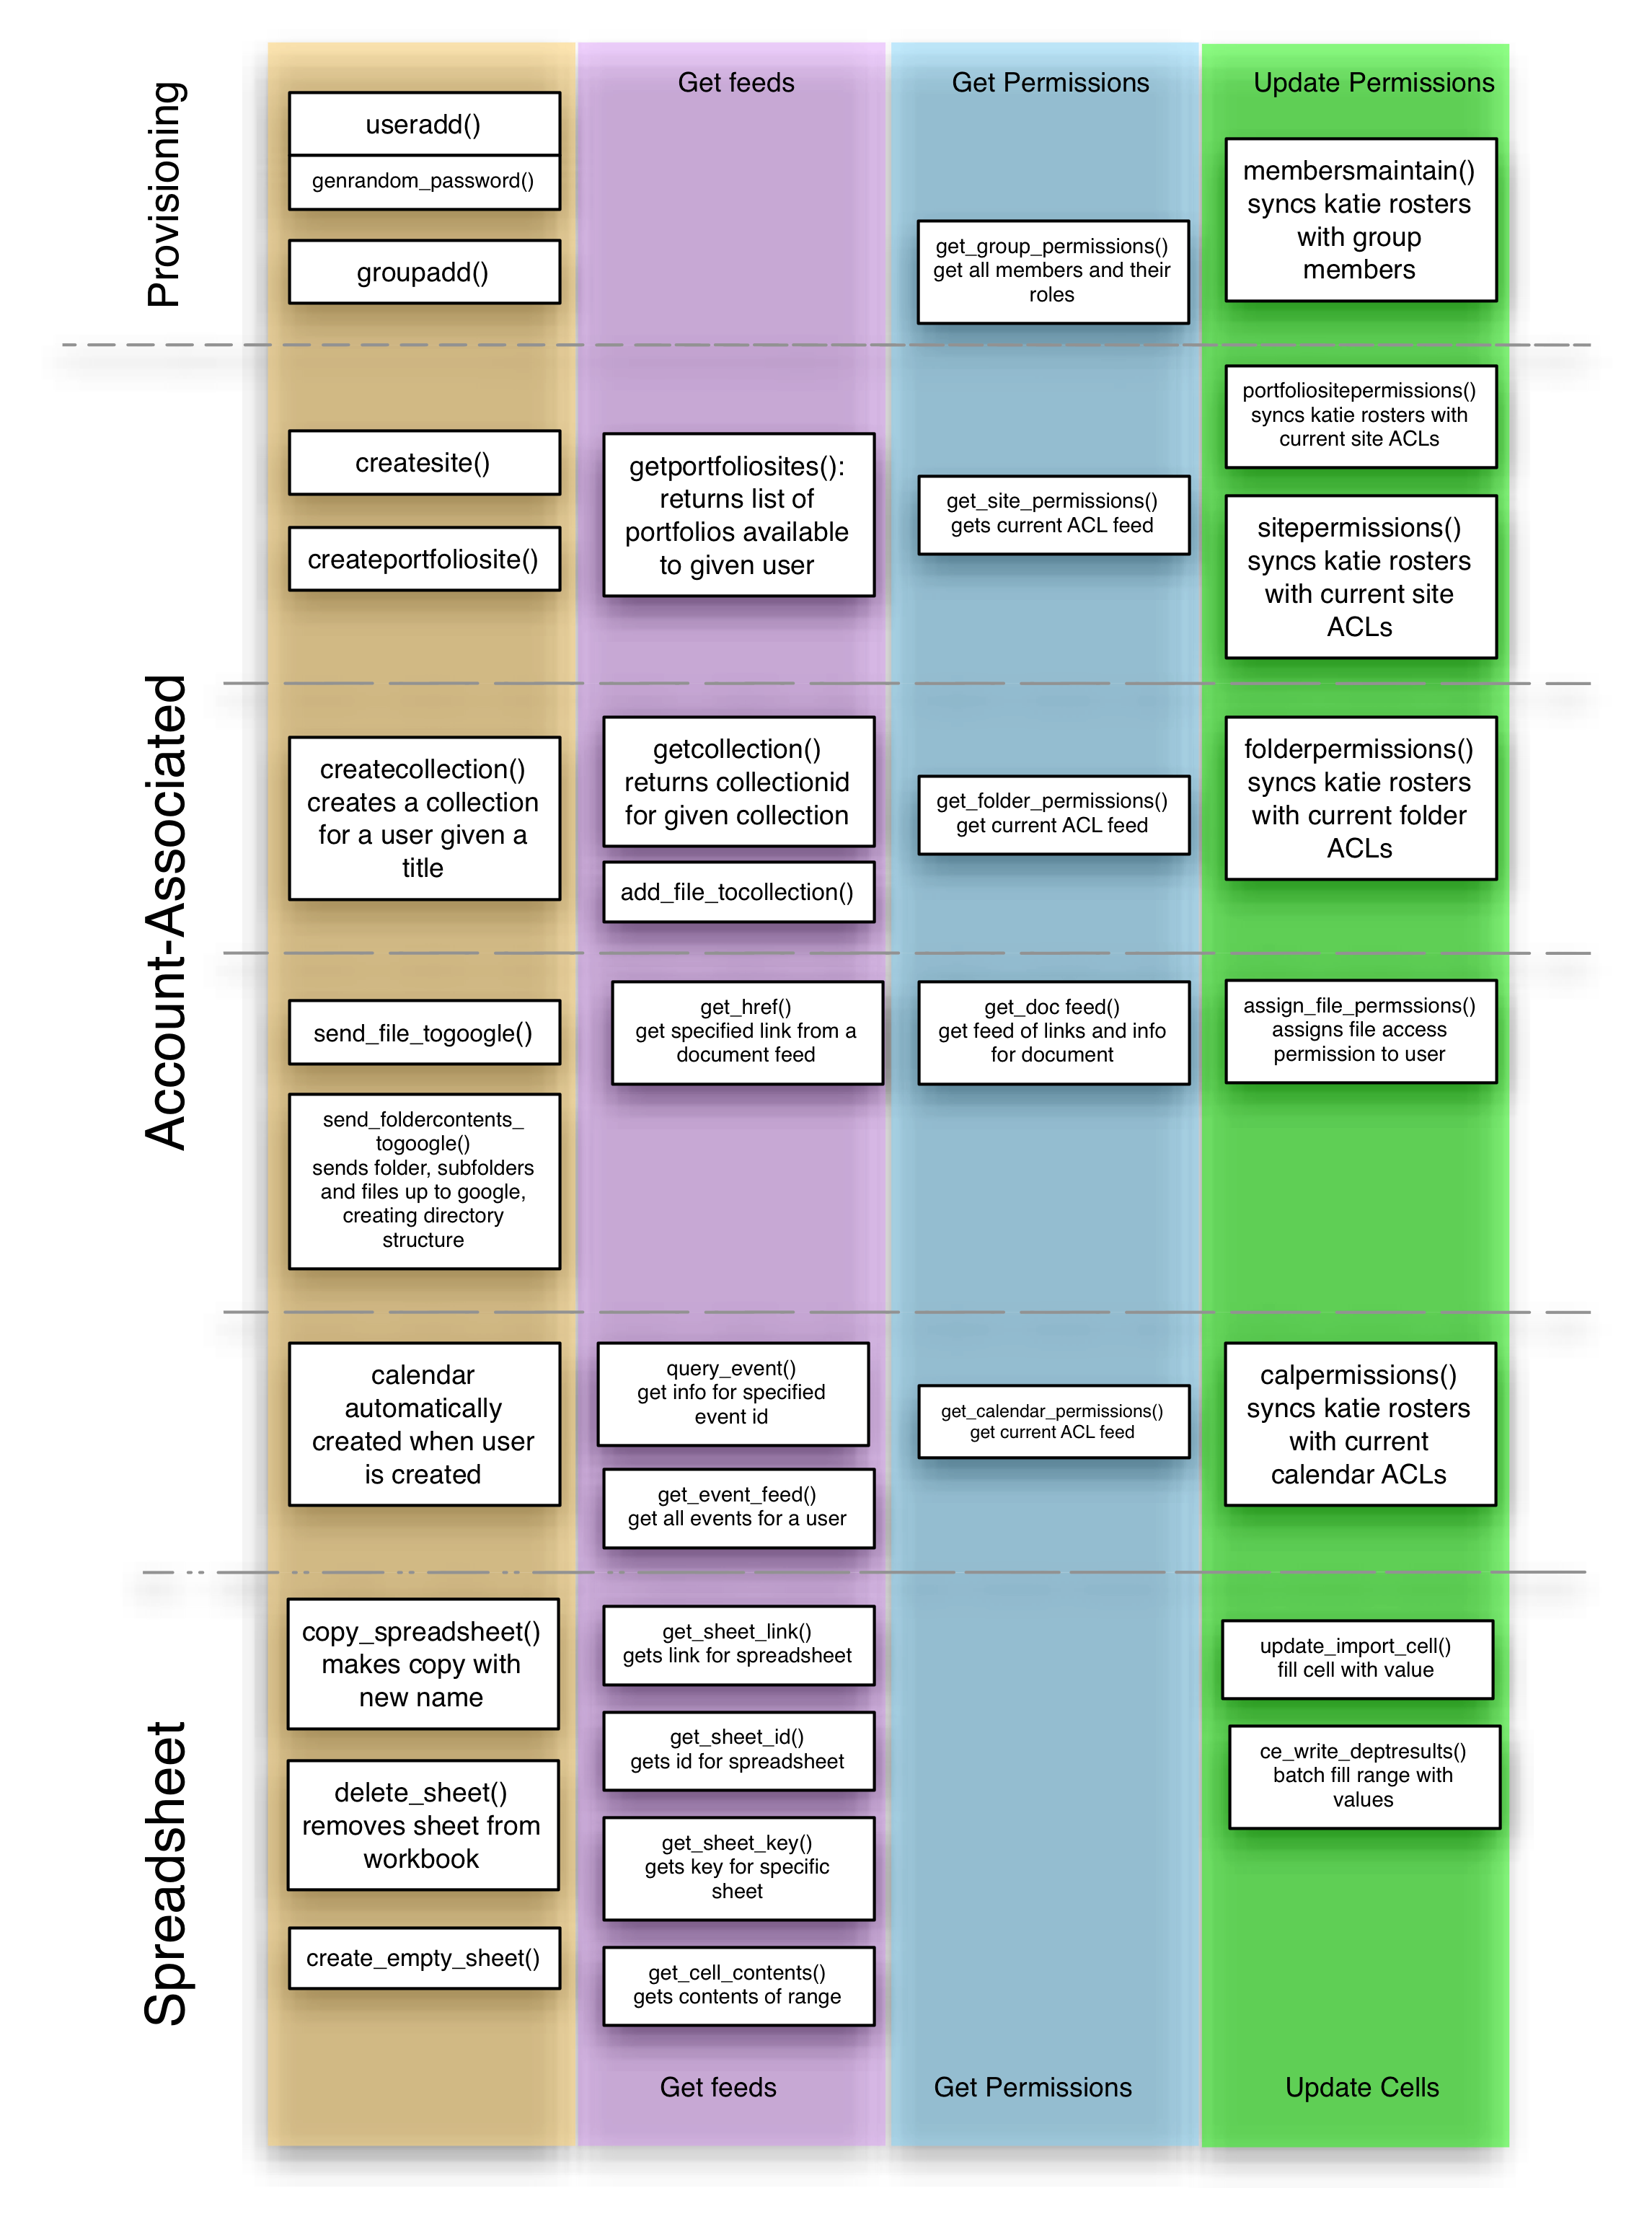 Provisioning
useradd()
genrandom_password()
groupadd()
Get feeds
Get Permissions
get_group_permissions()
get all members and their
roles
Update Permissions
membersmaintain()
syncs katie rosters
with group
members
Account-Associated
createsite()
createportfoliosite()
getportfoliosites():
returns list of
portfolios available
to given user
get_site_permissions()
gets current ACL feed
portfoliositepermissions()
syncs katie rosters with
current site ACLs
sitepermissions()
syncs katie rosters
with current site
ACLs
createcollection()
creates a collection
for a user given a
title
getcollection()
returns collectionid
for given collection
add_file_tocollection()
get_folder_permissions()
get current ACL feed
folderpermissions()
syncs katie rosters
with current folder
ACLs
send_file_togoogle()
send_foldercontents_
togoogle()
sends folder, subfolders
and files up to google,
creating directory
structure
get_href()
get specified link from a
document feed
get_doc feed()
get feed of links and info
for document
assign_file_permssions()
assigns file access
permission to user
calendar
automatically
created when user
is created
query_event()
get info for specified
event id
get_event_feed()
get all events for a user
get_calendar_permissions()
get current ACL feed
calpermissions()
syncs katie rosters
with current
calendar ACLs
Spreadsheet
copy_spreadsheet()
makes copy with
new name
delete_sheet()
removes sheet from
workbook
create_empty_sheet()
get_sheet_link()
gets link for spreadsheet
get_sheet_id()
gets id for spreadsheet
get_sheet_key()
gets key for specific
sheet
get_cell_contents()
gets contents of range
update_import_cell()
fill cell with value
ce_write_deptresults()
batch fill range with
values
Get feeds
Get Permissions
Update Cells